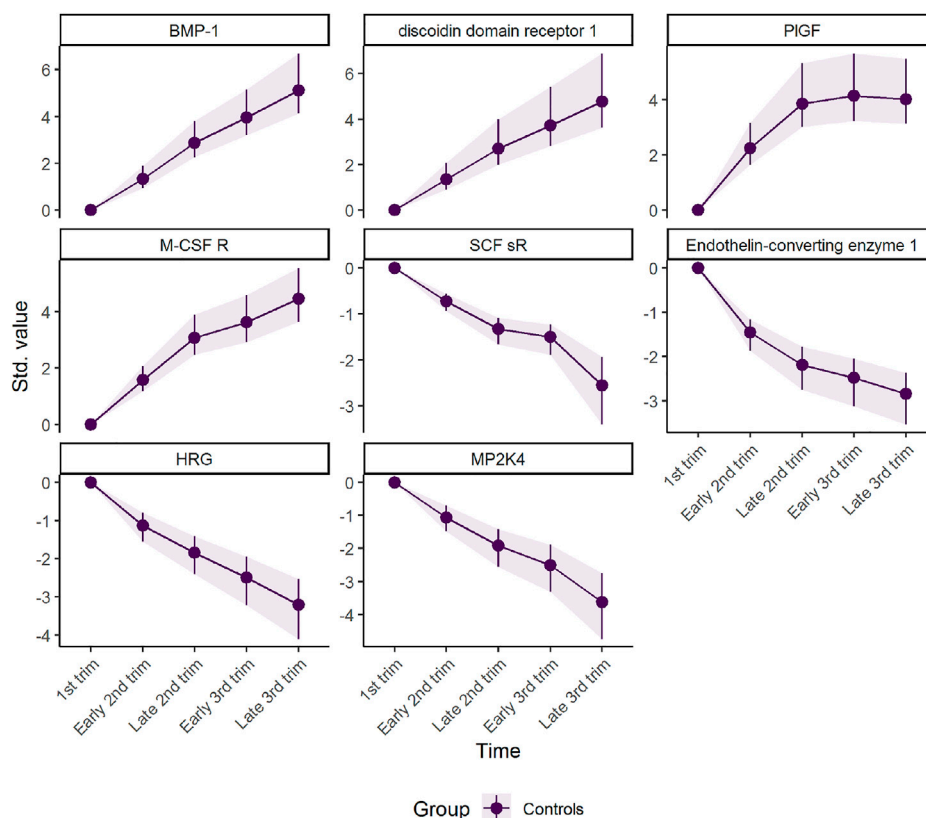 BMP-1
discoidin domain receptor 1
PlGF
6
4
2
0
6
4
2
0
4
2
0
M-CSF R
SCF sR
Endothelin-converting enzyme 1
4
2
0
0
-1
-2
-3
0
-1
-2
-3
HRG
MP2K4
0
-1
-2
-3
-4
0
-1
-2
-3
-4
Std. value
1st trim
Early 2nd trim
Late 2nd trim
Early 3rd trim
Late 3rd trim
1st trim
Early 2nd trim
Late 2nd trim
Early 3rd trim
Late 3rd trim
1st trim
Early 2nd trim
Late 2nd trim
Early 3rd trim
Late 3rd trim
Time
Group Controls